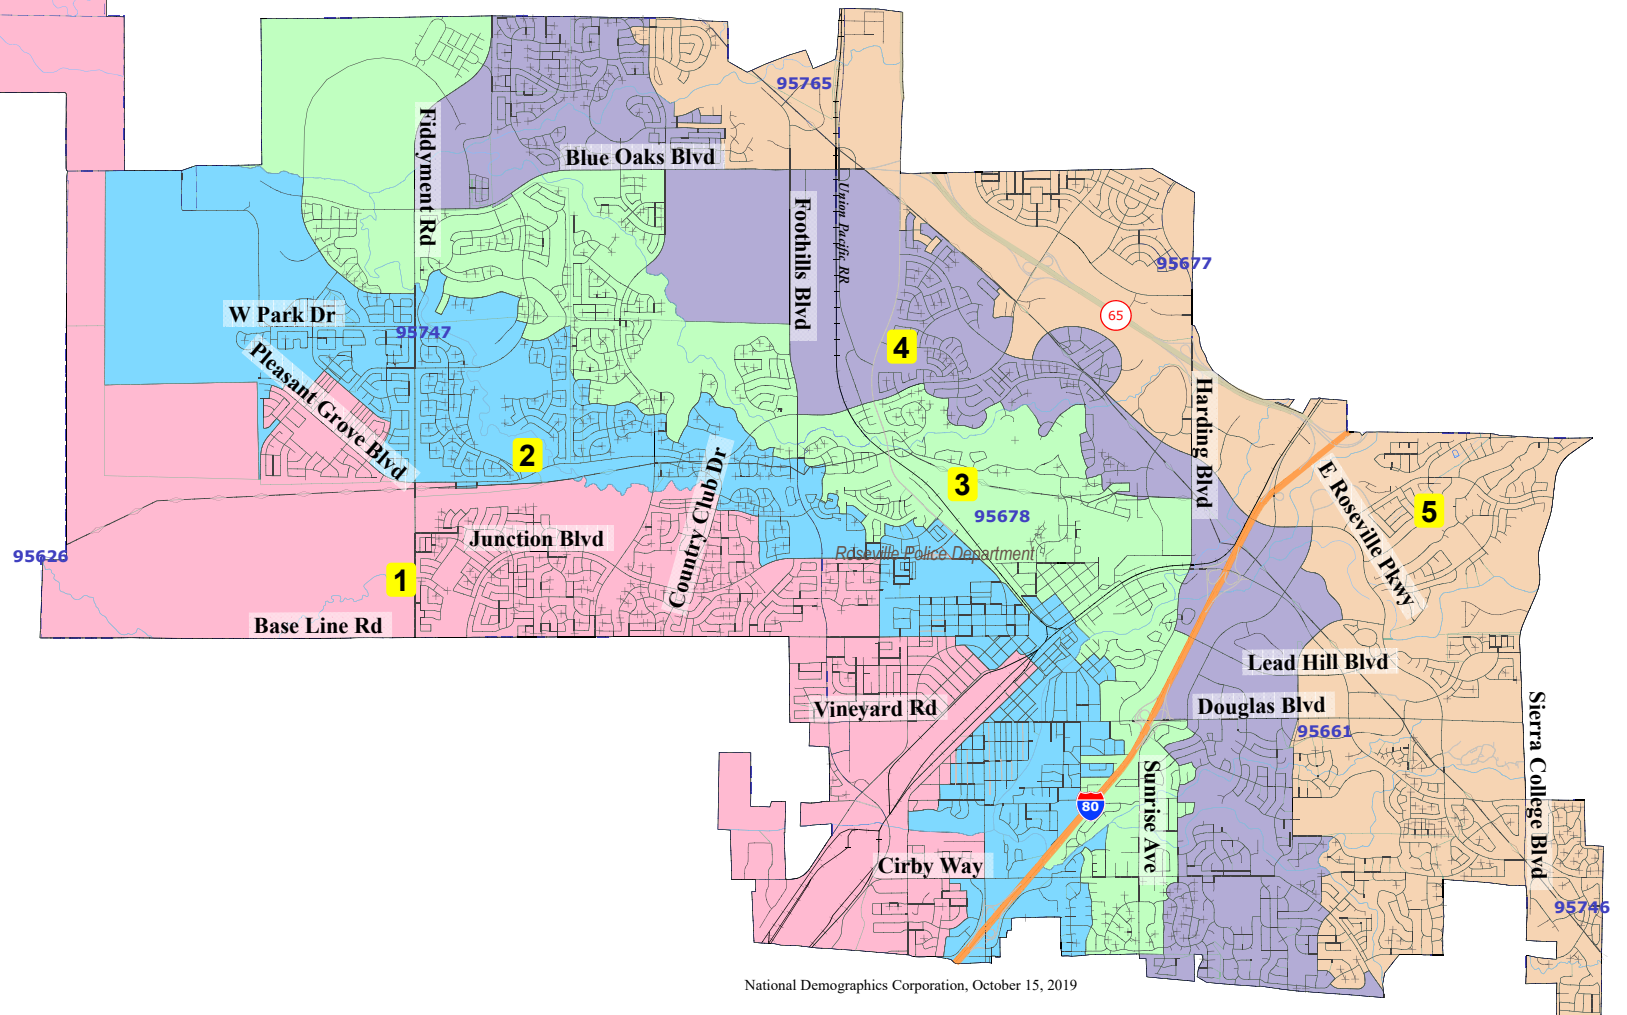 95765
Fiddyment Rd
Blue Oaks Blvd
Foothills Blvd
Union Pacific RR
95677
W Park Dr
95747
65
4
Pleasant Grove Blvd
Harding Blvd
2
Country Club Dr
3
95678
E Roseville Pkwy
5
95626
Junction Blvd
Roseville Police Department
1
Base Line Rd
Lead Hill Blvd
Vineyard Rd
Douglas Blvd
95661
Sierra College Blvd
Sunrise Ave
80
Cirby Way
95746
National Demographics Corporation, October 15, 2019